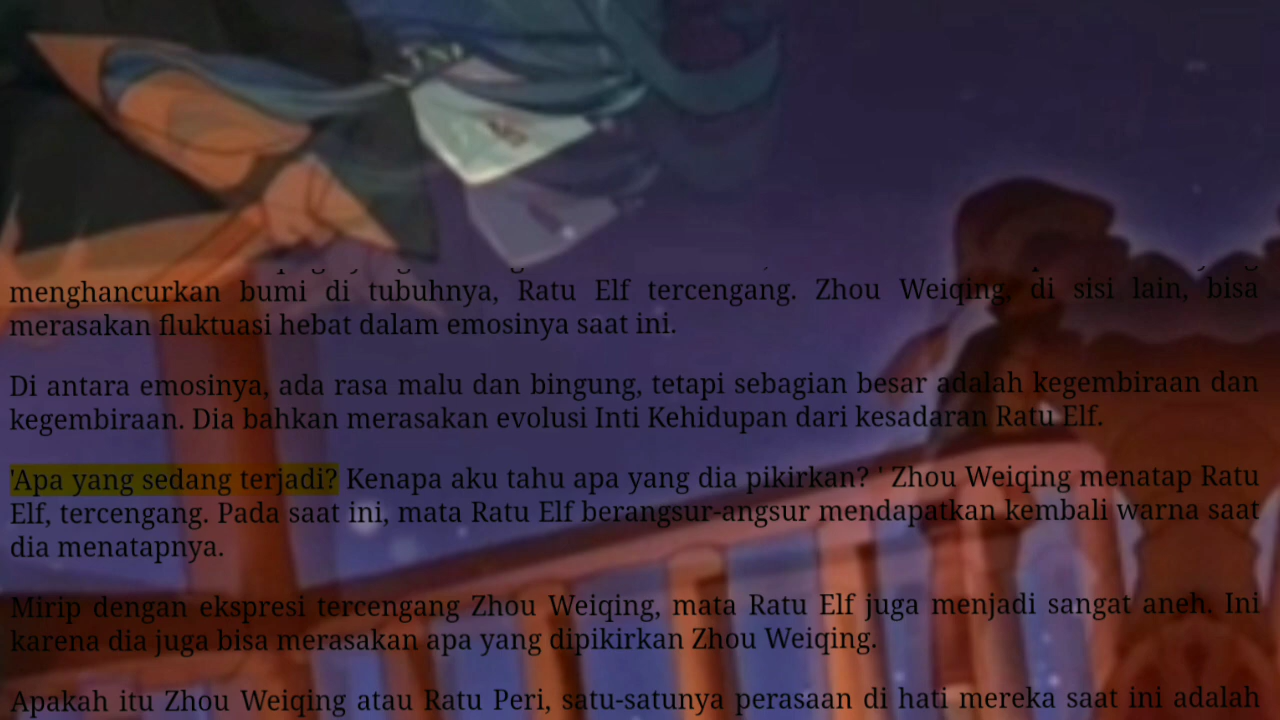 menghancurkan bumi di tubuhnya, Ratu Elf tercengang. Zhou Weiqing, di sisi lain, bisa
merasakan fluktuasi hebat dalam emosinya saat ini.
Di antara emosinya, ada rasa malu dan bingung, tetapi sebagian besar adalah kegembiraan dan
kegembiraan. Dia bahkan merasakan evolusi Inti Kehidupan dari kesadaran Ratu Elf.
'Apa yang sedang terjadi? Kenapa aku tahu apa yang dia pikirkan? ' Zhou Weiqing menatap Ratu
Elf, tercengang. Pada saat ini, mata Ratu Elf berangsur-angsur mendapatkan kembali warna saat
dia menatapnya.
Mirip dengan ekspresi tercengang Zhou Weiqing, mata Ratu Elf juga menjadi sangat aneh. Ini
karena dia juga bisa merasakan apa yang dipikirkan Zhou Weiqing.
Apakah itu Zhou Weiqing atau Ratu Peri, satu-satunya perasaan di hati mereka saat ini adalah